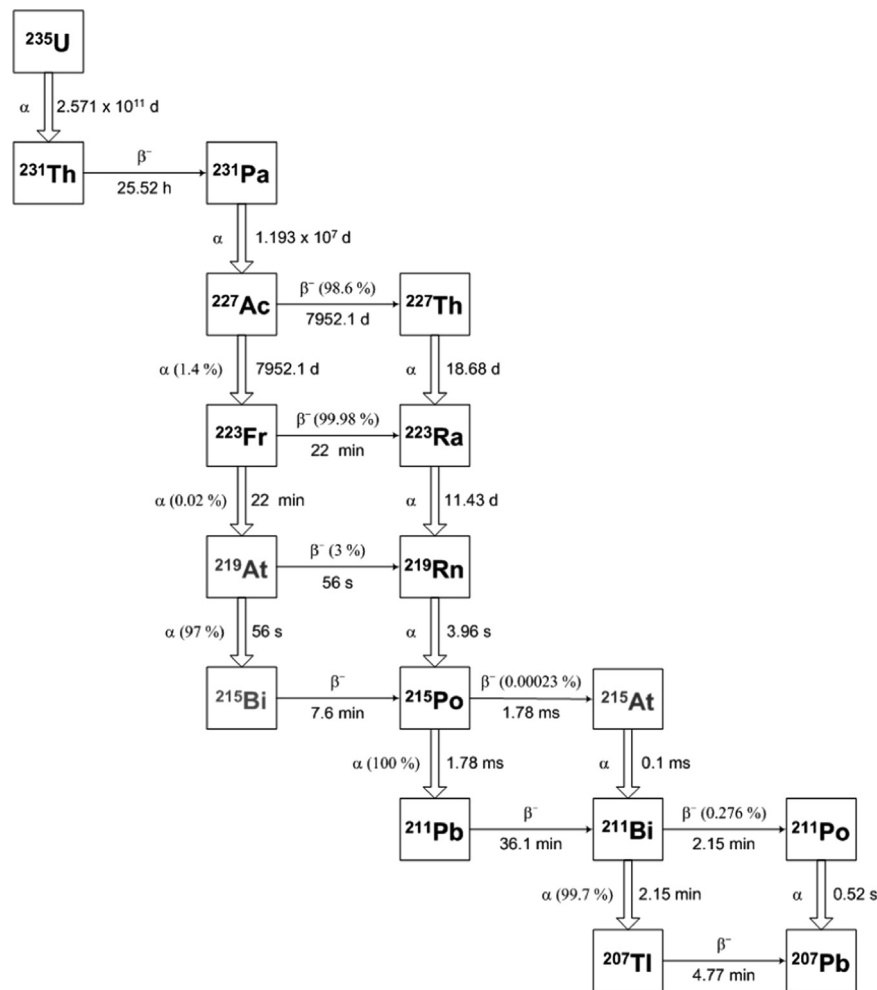 ²³⁵U
α 2.571 x 10¹¹ d
β⁻
²³¹Th ²³¹Pa
25.52 h
α 1.193 x 10⁷ d
β⁻ (98.6 %)
²²⁷Ac ²²⁷Th
7952.1 d
α (1.4 %) 7952.1 d α 18.68 d
β⁻ (99.98 %)
²²³Fr ²²³Ra
22 min
α (0.02 %) 22 min α 11.43 d
β⁻ (3 %)
²¹⁹At ²¹⁹Rn
56 s
α (97 %) 56 s α 3.96 s
β⁻ β⁻ (0.00023 %)
²¹⁵Bi ²¹⁵Po ²¹⁵At
7.6 min 1.78 ms
α (100 %) 1.78 ms α 0.1 ms
β⁻ β⁻ (0.276 %)
²¹¹Pb ²¹¹Bi ²¹¹Po
36.1 min 2.15 min
α (99.7 %) 2.15 min α 0.52 s
β⁻
²⁰⁷Tl ²⁰⁷Pb
4.77 min